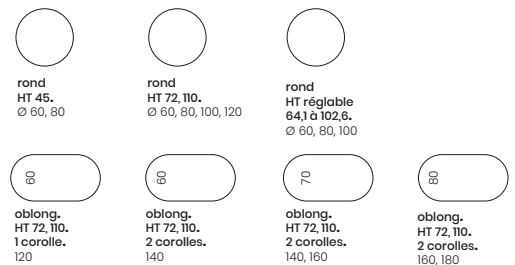 rond
HT 45.
Ø 60, 80
rond
HT 72, 110.
Ø 60, 80, 100, 120
rond
HT réglable
64,1 à 102,6.
Ø 60, 80, 100
60
oblong.
HT 72, 110.
1 corolle.
120
60
oblong.
HT 72, 110.
2 corolles.
140
70
oblong.
HT 72, 110.
2 corolles.
140, 160
80
oblong.
HT 72, 110.
2 corolles.
160, 180